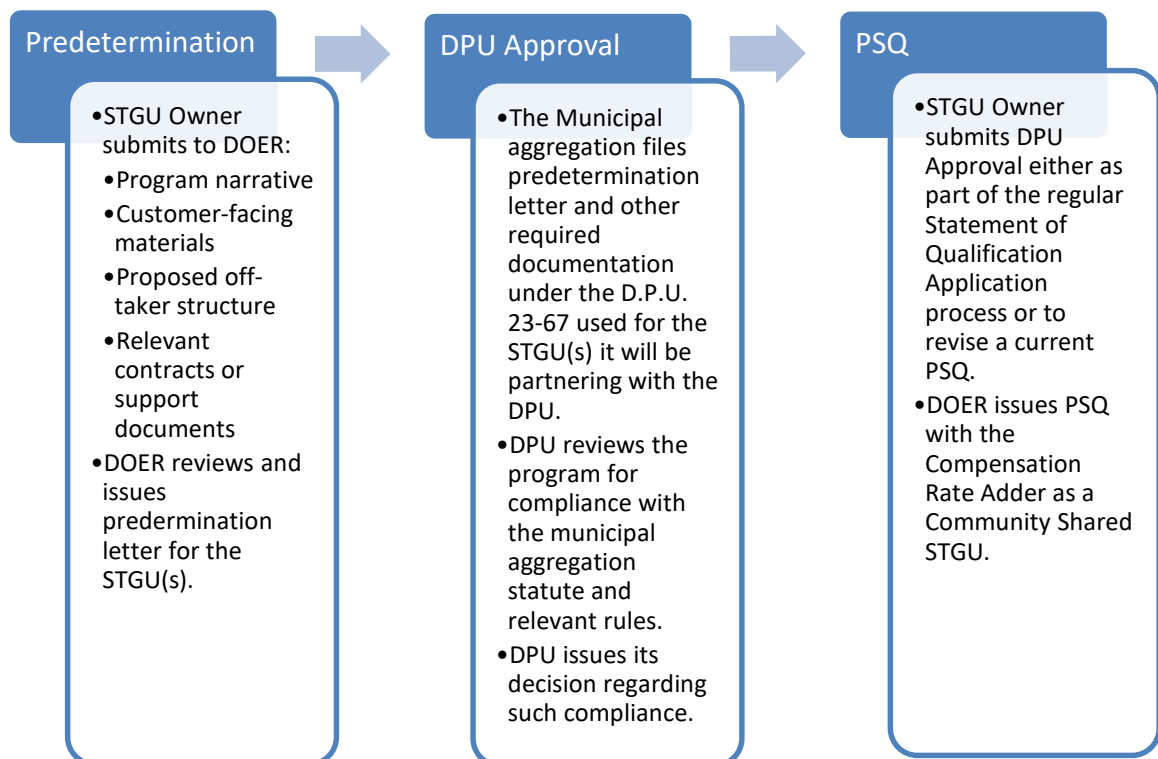 Predetermination
•STGU Owner
submits to DOER:
•Program narrative
•Customer-facing
materials
•Proposed off-
taker structure
•Relevant
contracts or
support
documents
•DOER reviews and
issues
predermination
letter for the
STGU(s).
DPU Approval
•The Municipal
aggregation files
predetermination
letter and other
required
documentation
under the D.P.U.
23-67 used for the
STGU(s) it will be
partnering with the
DPU.
•DPU reviews the
program for
compliance with
the municipal
aggregation
statute and
relevant rules.
•DPU issues its
decision regarding
such compliance.
PSQ
•STGU Owner
submits DPU
Approval either as
part of the regular
Statement of
Qualification
Application
process or to
revise a current
PSQ.
•DOER issues PSQ
with the
Compensation
Rate Adder as a
Community Shared
STGU.